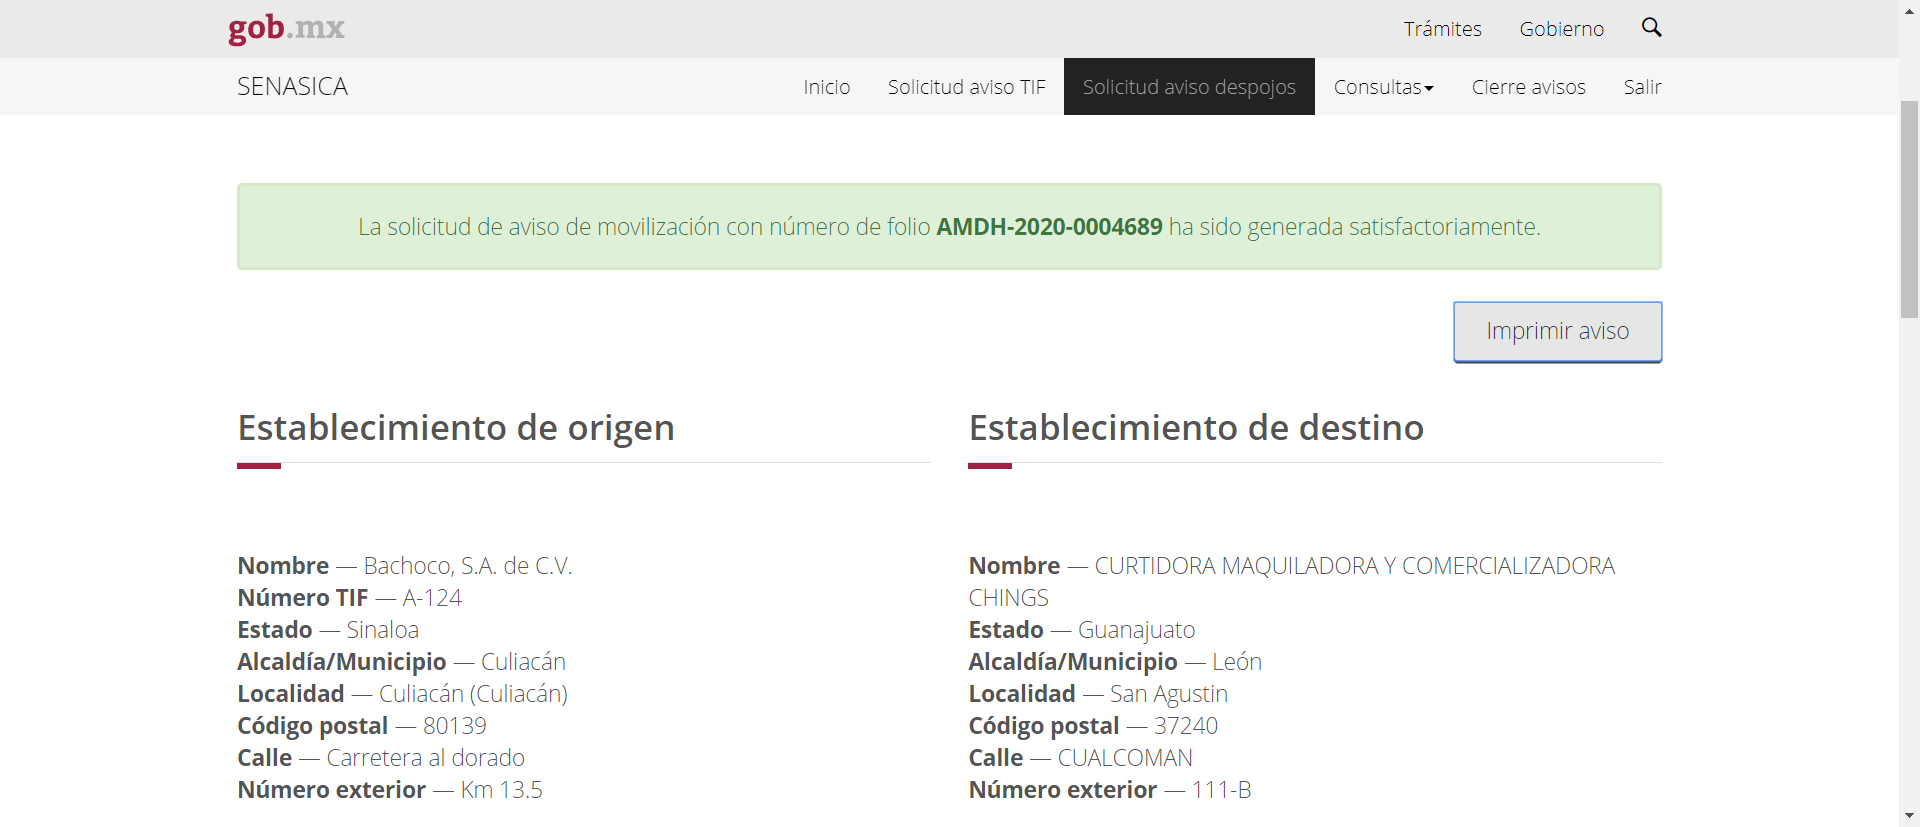 gob.mx
Trámites Gobierno
SENASICA
Inicio Solicitud aviso TIF Solicitud aviso despojos Consultas Cierre avisos Salir
La solicitud de aviso de movilización con número de folio AMDH-2020-0004689 ha sido generada satisfactoriamente.
Imprimir aviso
Establecimiento de origen
Nombre — Bachoco, S.A. de C.V.
Número TIF — A-124
Estado — Sinaloa
Alcaldía/Municipio — Culiacán
Localidad — Culiacán (Culiacán)
Código postal — 80139
Calle — Carretera al dorado
Número exterior — Km 13.5
Establecimiento de destino
Nombre — CURTIDORA MAQUILADORA Y COMERCIALIZADORA
CHINGS
Estado — Guanajuato
Alcaldía/Municipio — León
Localidad — San Agustin
Código postal — 37240
Calle — CUALCOMAN
Número exterior — 111-B